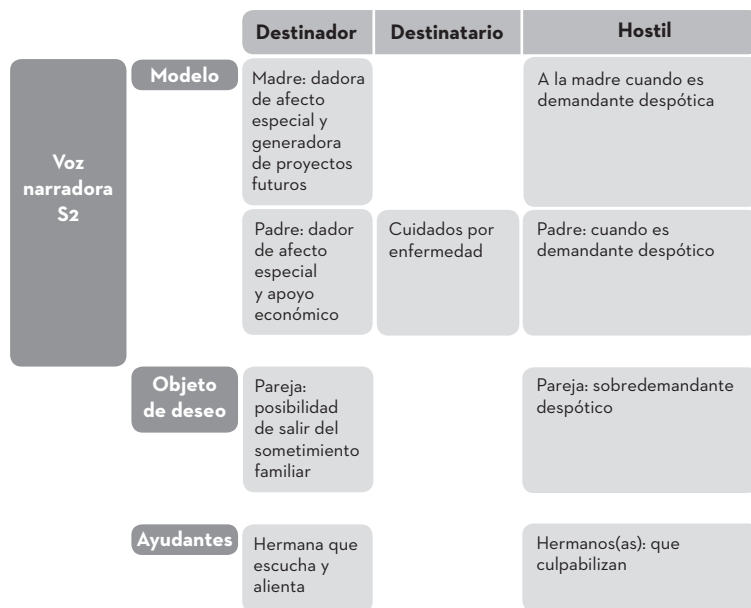 Destinador Destinatario Hostil
Voz
narradora
S2
Modelo
Madre: dadora
de afecto
especial y
generadora
de proyectos
futuros
A la madre cuando es
demandante despótica
Padre: dador
de afecto
especial
y apoyo
económico
Cuidados por
enfermedad
Padre: cuando es
demandante despótico
Objeto
de deseo
Pareja:
posibilidad
de salir del
sometimiento
familiar
Pareja: sobredemandante
despótico
Ayudantes
Hermana que
escucha y
alienta
Hermanos(as): que
culpabilizan